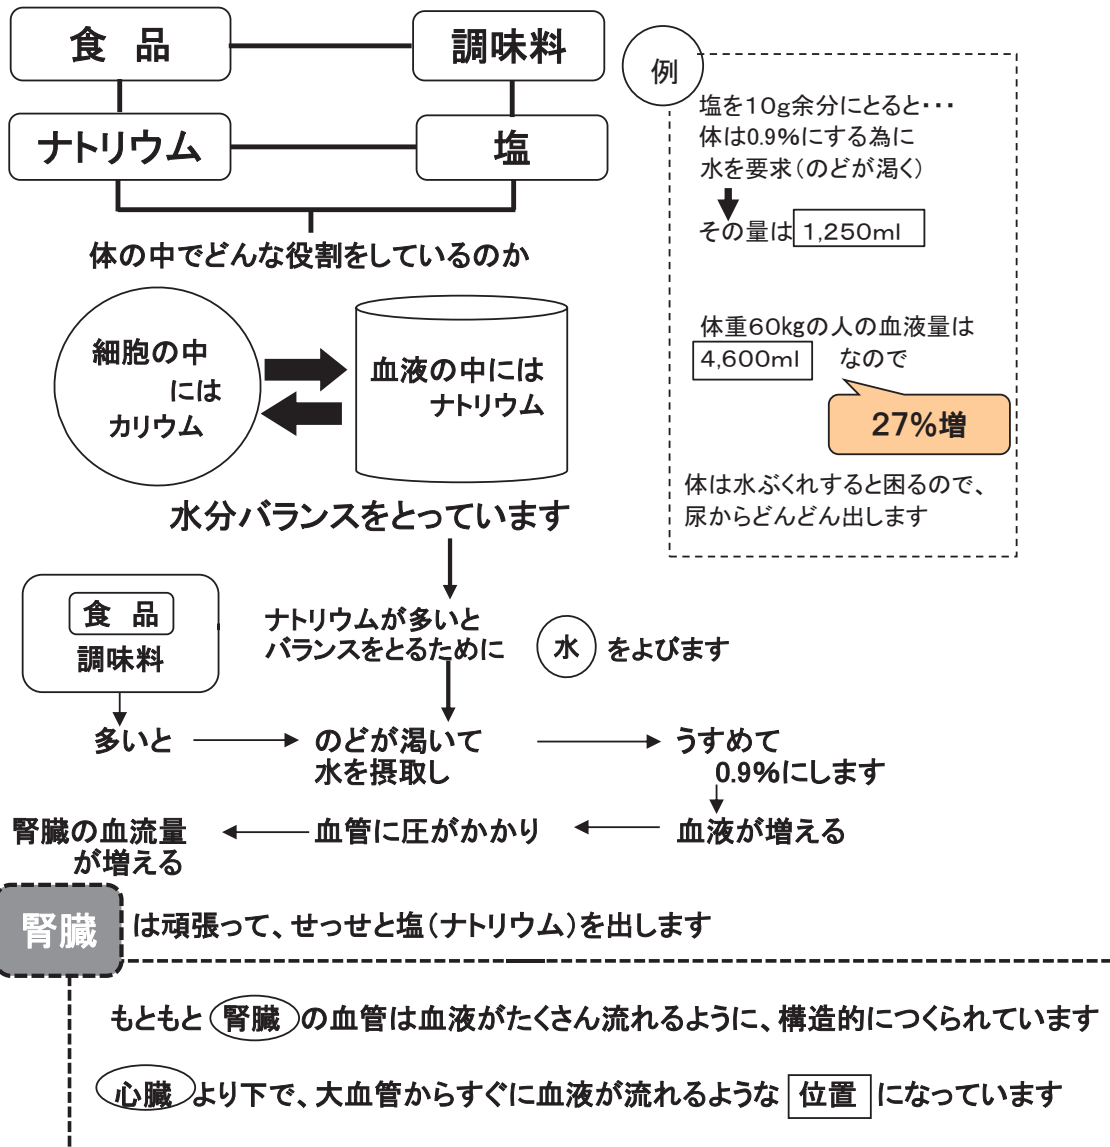 食 品
調味料
ナトリウム
塩
体の中でどんな役割をしているのか
細胞の中
には
カリウム
血液の中には
ナトリウム
水分バランスをとっています
例
塩を10g余分にとると・・・
体は0.9%にする為に
水を要求(のどが渇く)
その量は 1,250ml
体重60kgの人の血液量は
4,600ml なので
27%増
体は水ぶくれすると困るので、
尿からどんどん出します
食 品
調味料
ナトリウムが多いと
バランスをとるために 水 をよびます
多いと
のどが渇いて
水を摂取し
うすめて
0.9%にします
血液が増える
血管に圧がかかり
腎臓の血流量
が増える
腎臓 は頑張って、せっせと塩(ナトリウム)を出します
もともと 腎臓 の血管は血液がたくさん流れるように、構造的につくられています
心臓 より下で、大血管からすぐに血液が流れるような 位置 になっています